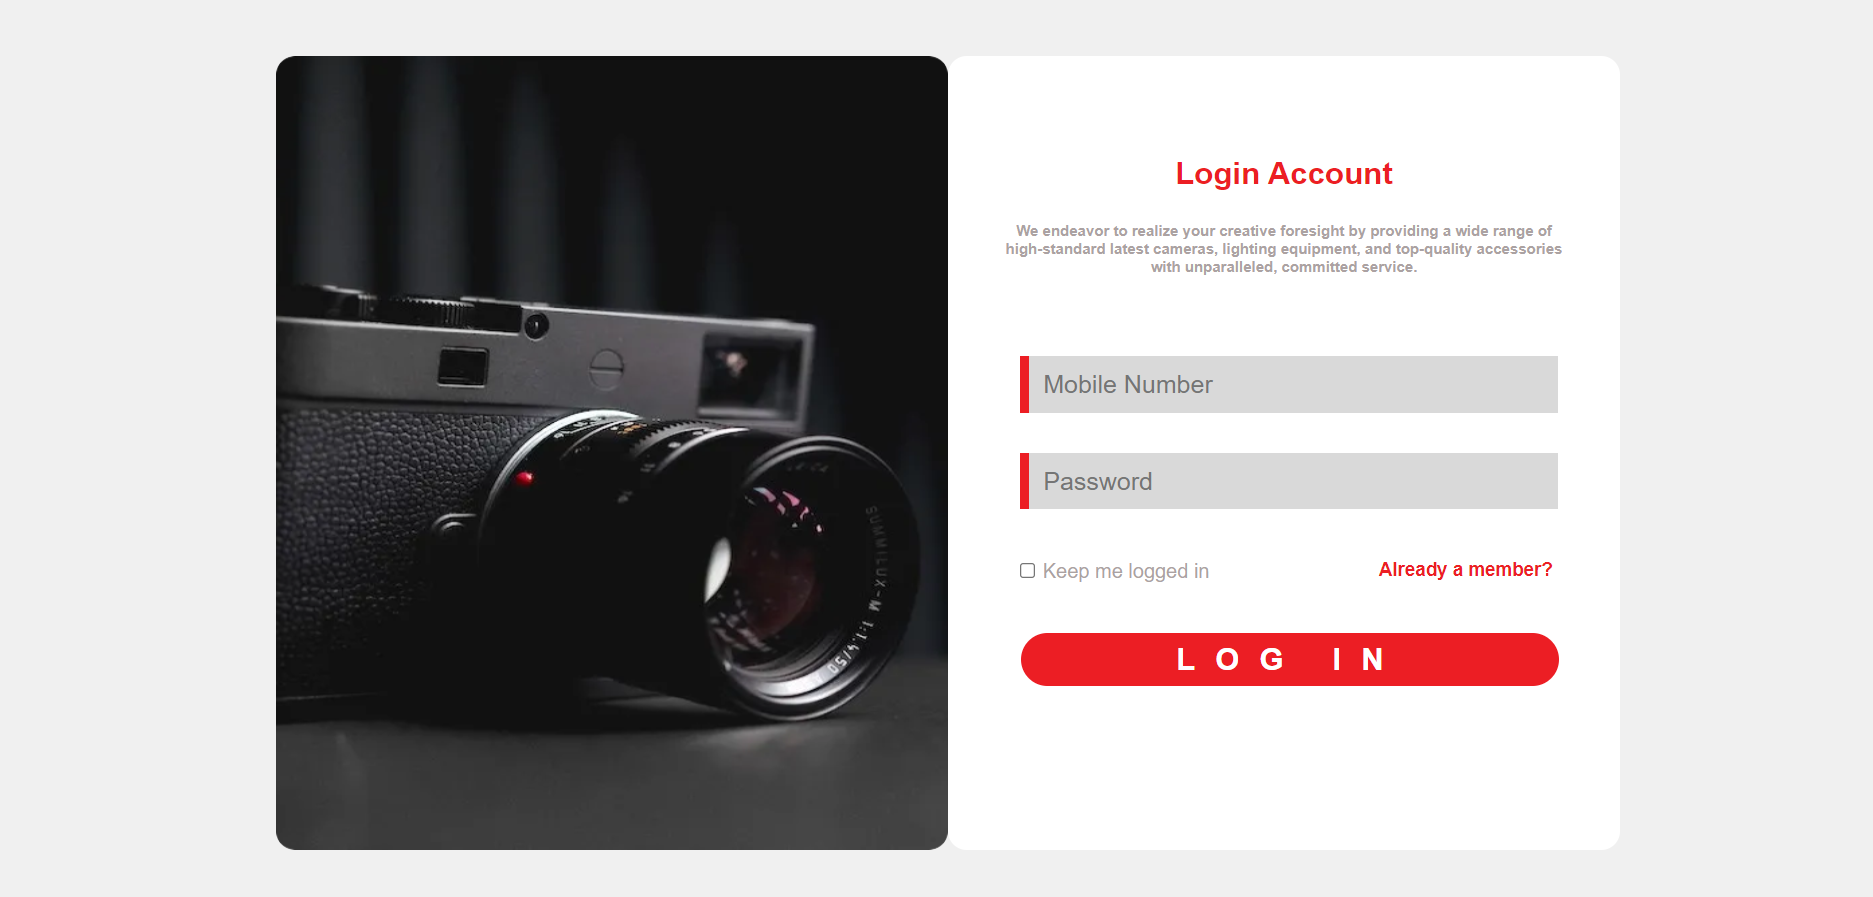 Login Account
We endeavor to realize your creative foresight by providing a wide range of
high-standard latest cameras, lighting equipment, and top-quality accessories
with unparalleled, committed service.
Mobile Number
Password
Keep me logged in
Already a member?
LOG IN
SUMMILUX-M 1:1.4/50